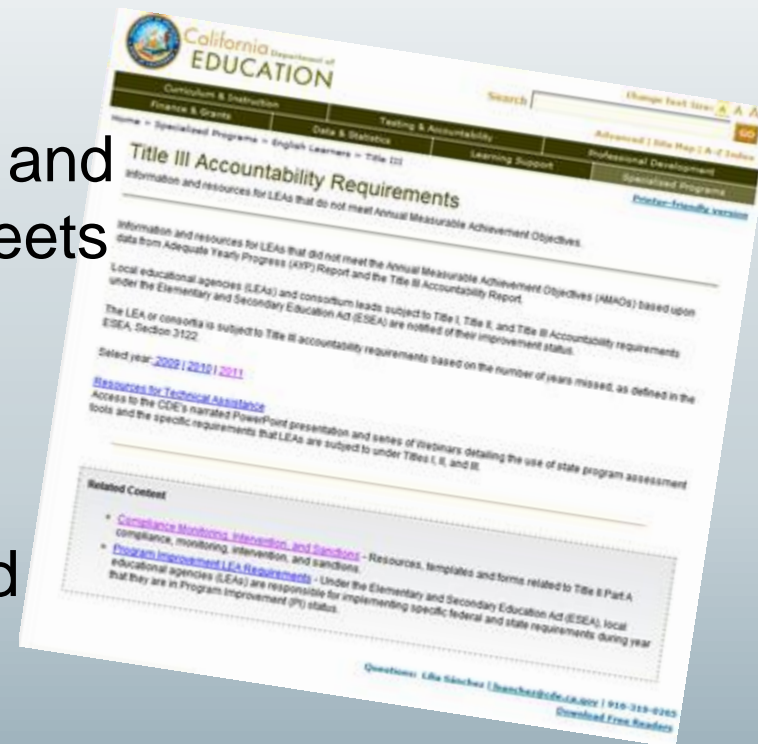 and
eets
d
California Department of
EDUCATION
Search
Change Text Size: A A A
GO
Advanced | Site Map | A-Z Index
Curriculum & Instruction
Testing & Accountability
Professional Development
Finance & Grants
Data & Statistics
Learning Support
Specialized Programs
Home » Specialized Programs » English Learners » Title III
Printer-friendly version
Title III Accountability Requirements
Information and resources for LEAs that do not meet Annual Measurable Achievement Objectives.
Information and resources for LEAs that did not meet the Annual Measurable Achievement Objectives (AMAOs) based upon
data from Adequate Yearly Progress (AYP) Report and the Title III Accountability Report.
Local educational agencies (LEAs) and consortium leads subject to Title I, Title II, and Title III Accountability requirements
under the Elementary and Secondary Education Act (ESEA) are notified of their improvement status.
The LEA or consortia is subject to Title III accountability requirements based on the number of years missed, as defined in the
ESEA, Section 3122.
Select year: 2009 | 2010 | 2011
Resources for Technical Assistance
Access to the CDE's narrated PowerPoint presentation and series of Webinars detailing the use of state program assessment
tools and the specific requirements that LEAs are subject to under Titles I, II, and III.
Related Content
Compliance Monitoring, Intervention, and Sanctions - Resources, templates and forms related to Title II Part A
compliance, monitoring, intervention, and sanctions.
Program Improvement LEA Requirements - Under the Elementary and Secondary Education Act (ESEA), local
educational agencies (LEAs) are responsible for implementing specific federal and state requirements during year
that they are in Program Improvement (PI) status.
Questions: Lilia Sánchez | lsanchez@cde.ca.gov | 916-319-0265
Download Free Readers